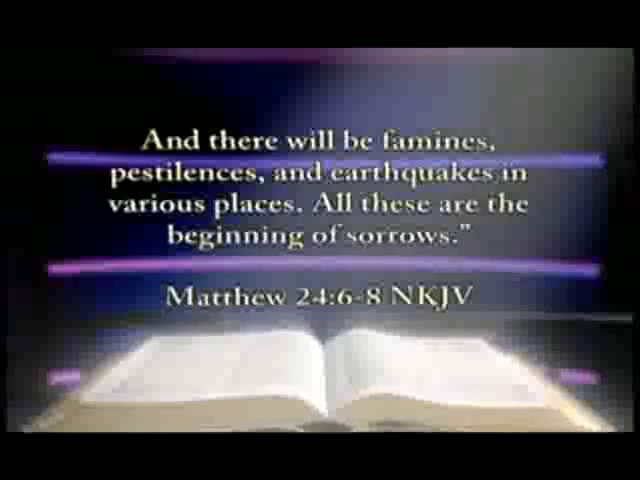 And there will be famines,
pestilences, and earthquakes in
various places. All these are the
beginning of sorrows."
Matthew 24:6-8 NKJV